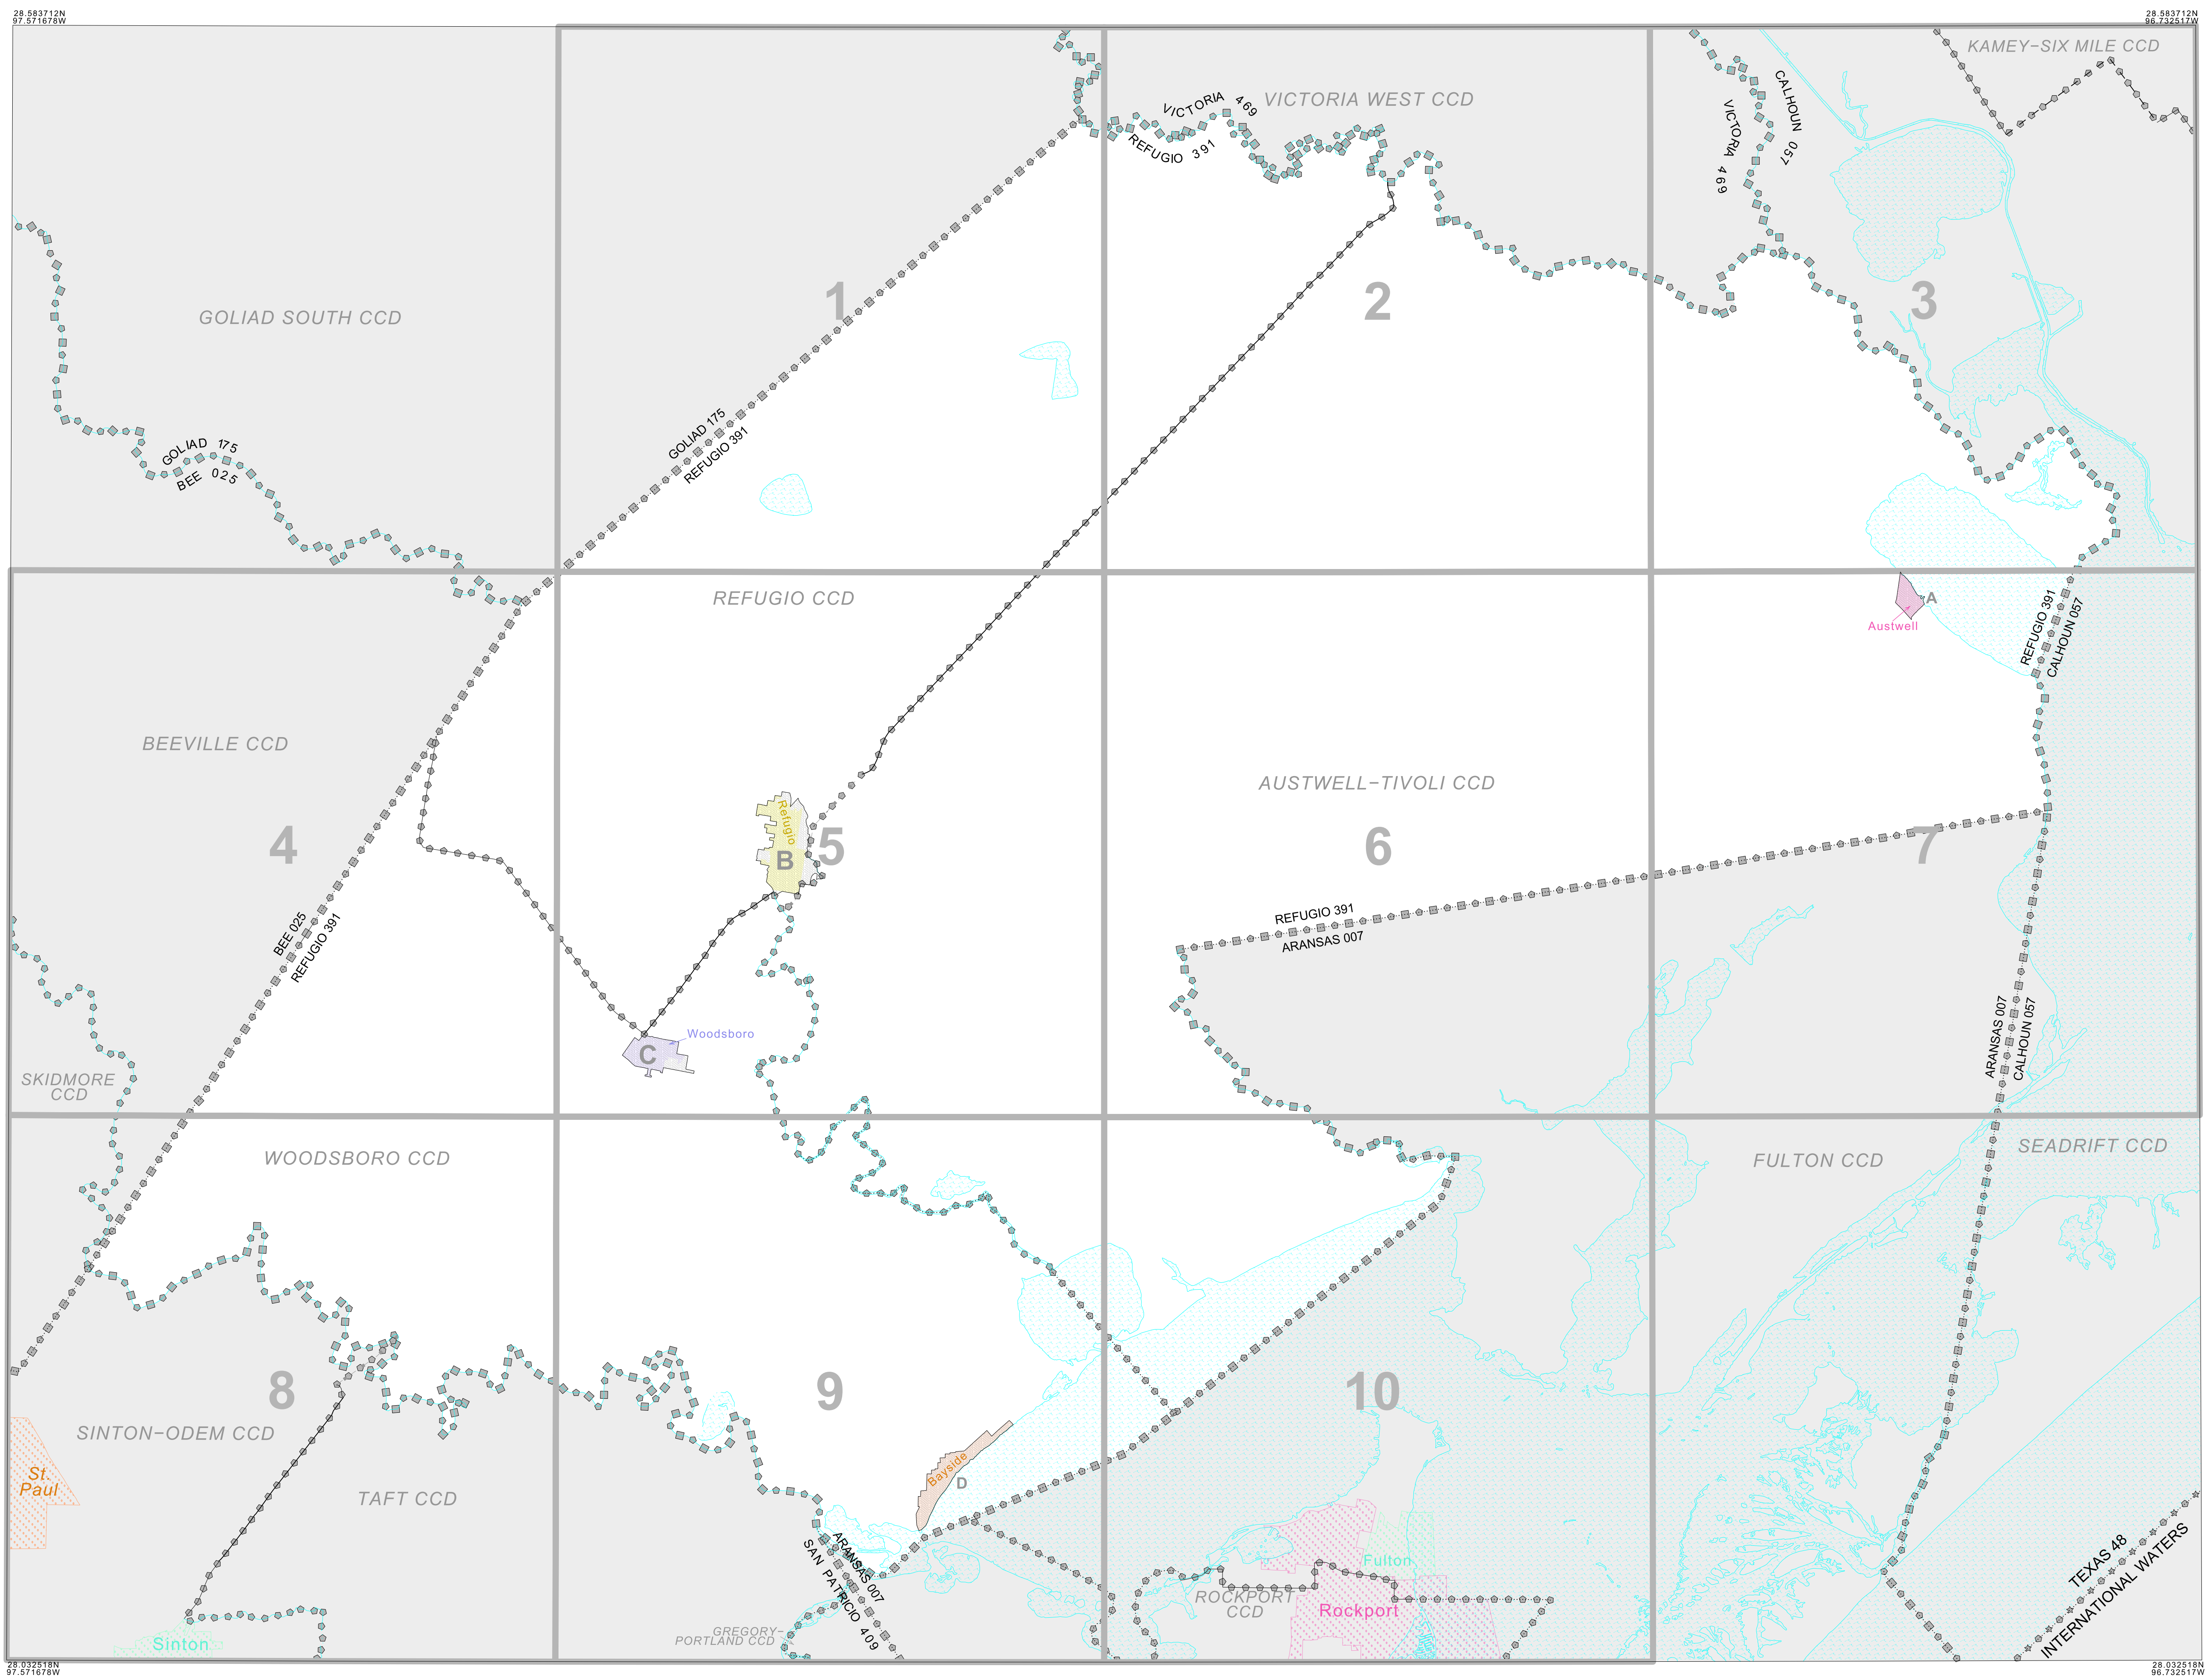 28.583712N
97.571678W
28.583712N
96.732517W
KAMEY-SIX MILE CCD
VICTORIA WEST CCD
VICTORIA 469
REFUGIO 391
CALHOUN 057
VICTORIA 469
GOLIAD SOUTH CCD
1
2
3
GOLIAD 175
REFUGIO 391
GOLIAD 175
BEE 025
REFUGIO CCD
A
Austwell
REFUGIO 391
CALHOUN 057
BEEVILLE CCD
AUSTWELL-TIVOLI CCD
Refugio
B
4
5
6
7
BEE 025
REFUGIO 391
REFUGIO 391
ARANSAS 007
ARANSAS 007
CALHOUN 057
Woodsboro
C
SKIDMORE
CCD
WOODSBORO CCD
FULTON CCD
SEADRIFT CCD
8
9
10
SINTON-ODEM CCD
St.
Paul
TAFT CCD
Bayside
D
ARANSAS 007
SAN PATRICIO 409
Fulton
ROCKPORT
CCD
Rockport
TEXAS 48
INTERNATIONAL WATERS
GREGORY-
PORTLAND CCD
Sinton
28.032518N
97.571678W
28.032518N
96.732517W